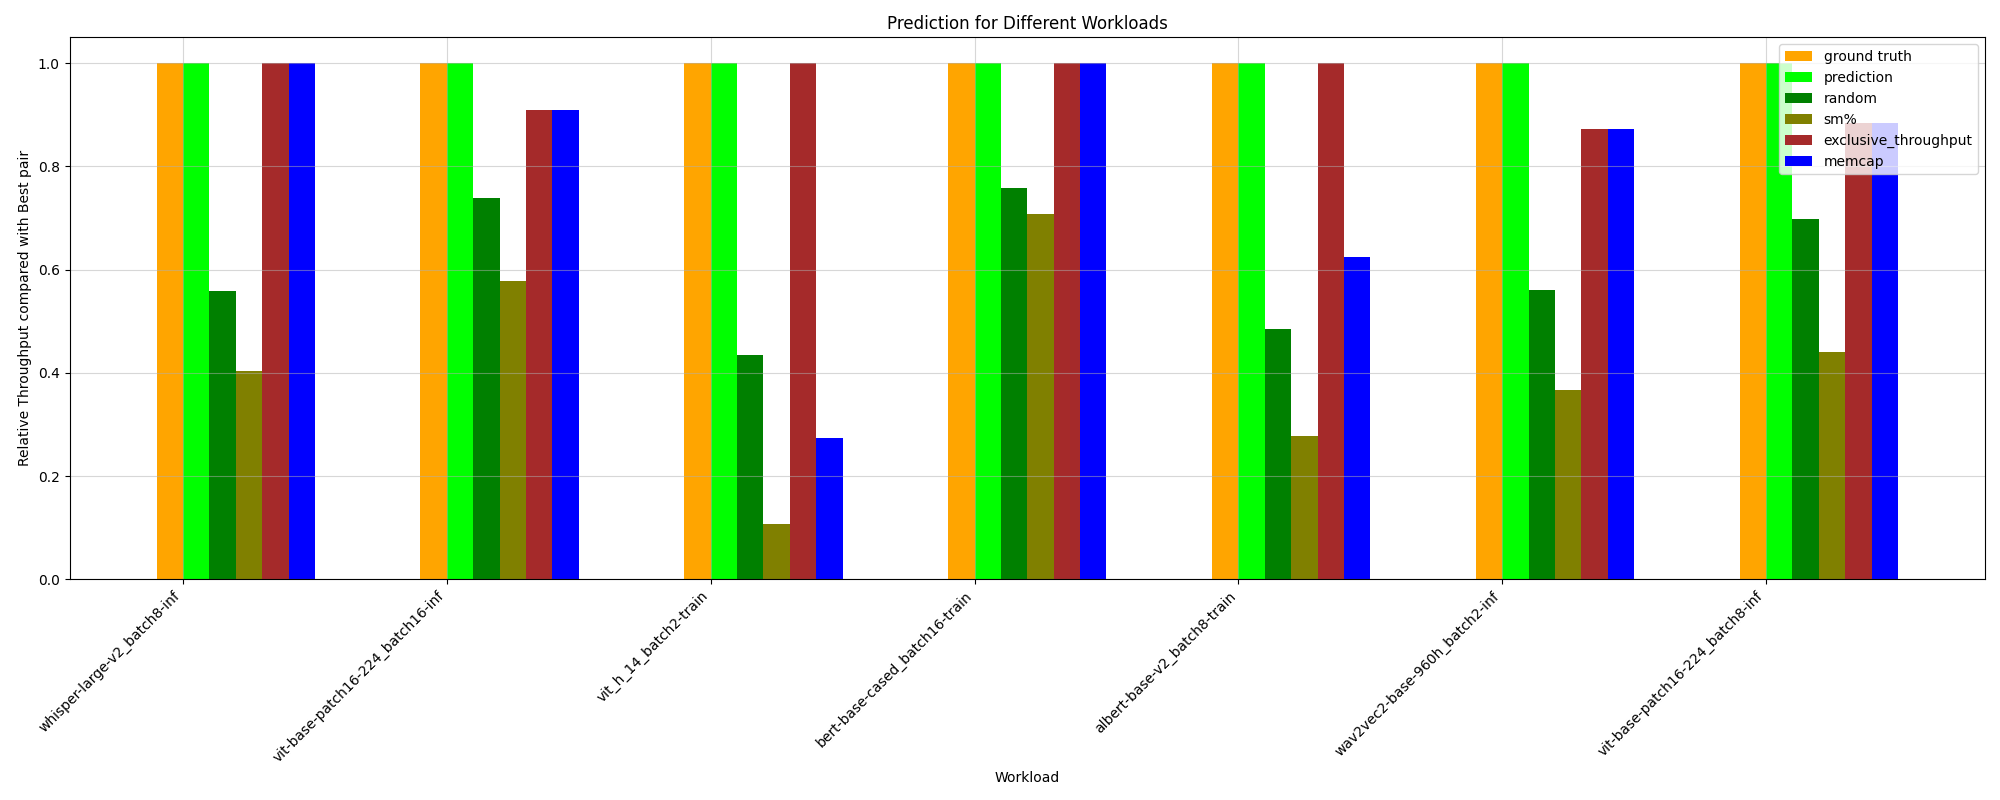 Prediction for Different Workloads
Relative Throughput compared with Best pair
1.0
0.8
0.6
0.4
0.2
0.0
ground truth
prediction
random
sm%
exclusive_throughput
memcap
whisper-large-v2_batch8-inf
vit-base-patch16-224_batch16-inf
vit_h_14_batch2-train
bert-base-cased_batch16-train
albert-base-v2_batch8-train
wav2vec2-base-960h_batch2-inf
vit-base-patch16-224_batch8-inf
Workload